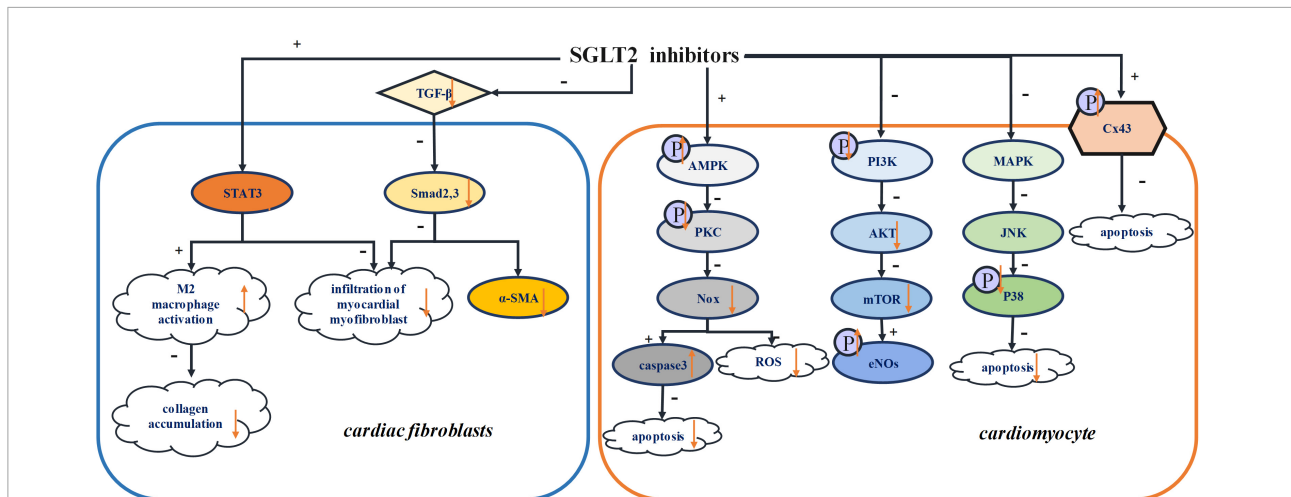 SGLT2 inhibitors
+
-
+
-
-
-
+
TGF-β
P
Cx43
-
-
STAT3
Smad2,3
+
-
-
M2
macrophage
activation
infiltration of
myocardial
myofibroblast
α-SMA
-
collagen
accumulation
cardiac fibroblasts
P
AMPK
-
P
PKC
-
Nox
+
-
caspase3
ROS
-
apoptosis
P
PI3K
-
AKT
-
mTOR
+
P
eNOs
MAPK
-
JNK
-
P
P38
-
apoptosis
apoptosis
cardiomyocyte